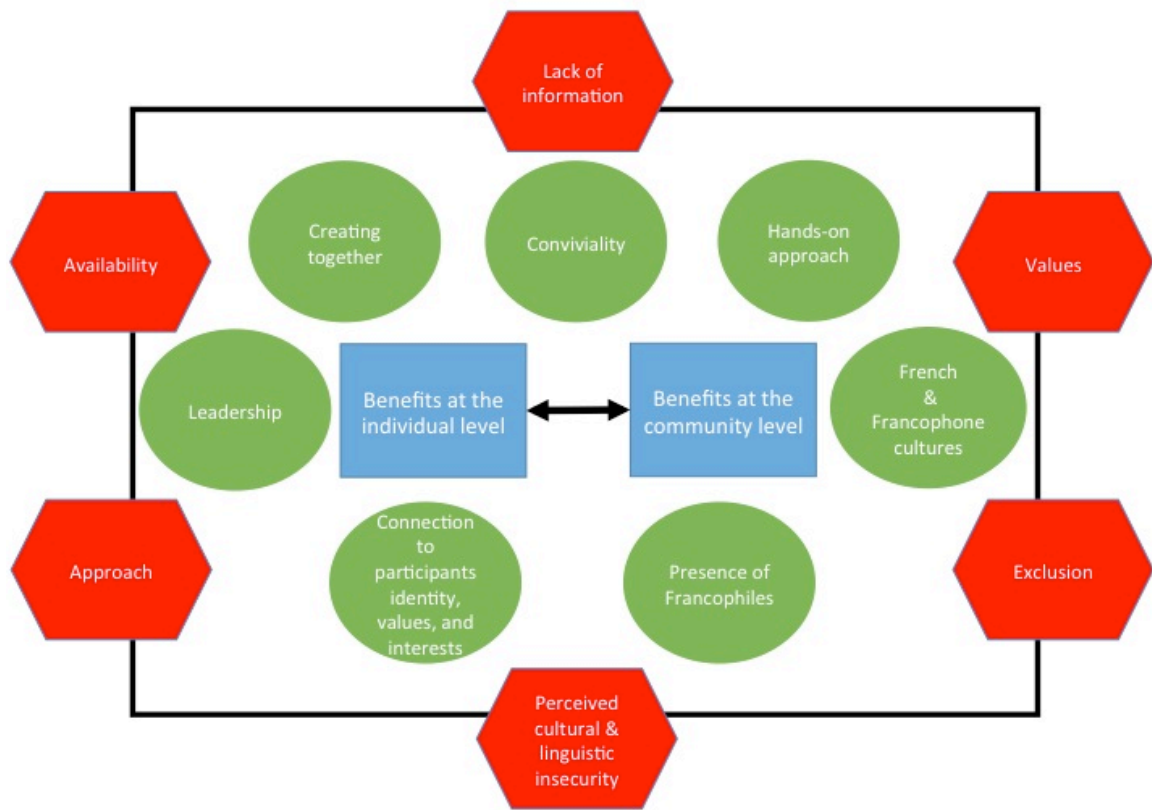 Lack of
information
Creating
together
Conviviality
Hands-on
approach
Availability
Values
Leadership
Benefits at the
individual level
Benefits at the
community level
French
&
Francophone
cultures
Approach
Connection
to
participants
identity,
values, and
interests
Presence of
Francophiles
Exclusion
Perceived
cultural &
linguistic
insecurity